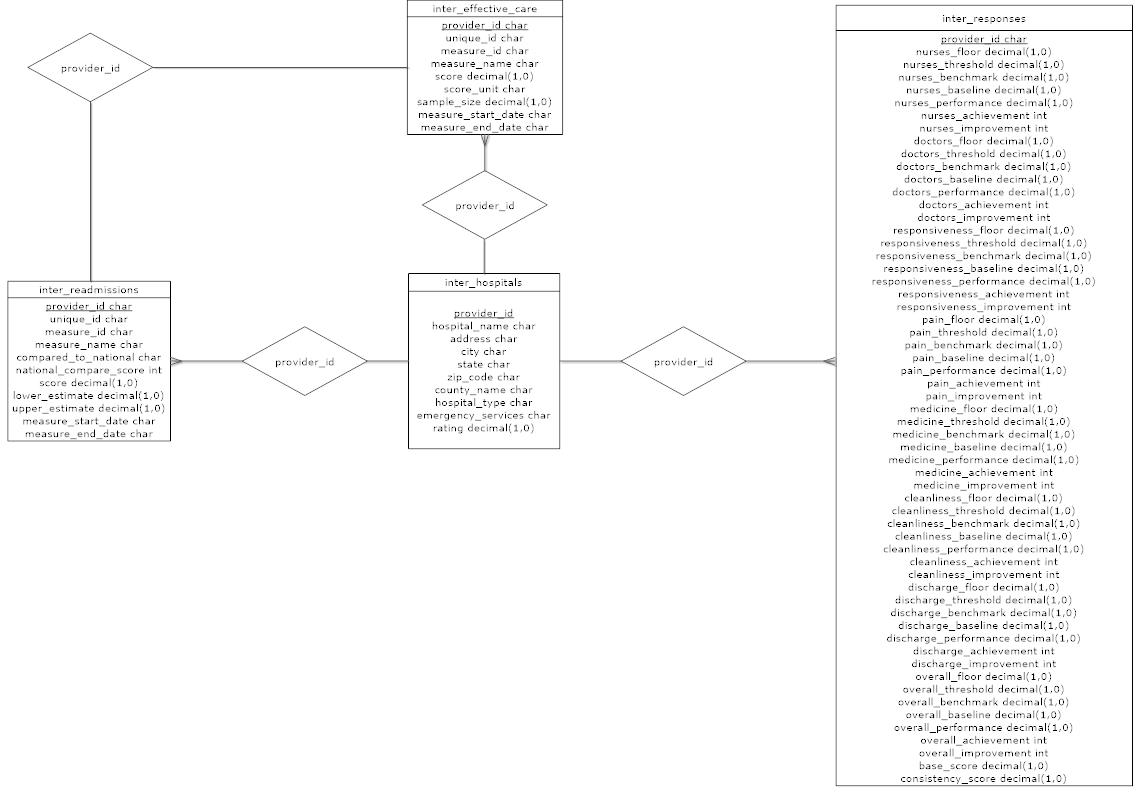 inter_effective_care
provider_id char
unique_id char
measure_id char
measure_name char
score decimal(1,0)
score_unit char
sample_size decimal(1,0)
measure_start_date char
measure_end_date char
provider_id
provider_id
inter_readmissions
provider_id char
unique_id char
measure_id char
measure_name char
compared_to_national char
national_compare_score int
score decimal(1,0)
lower_estimate decimal(1,0)
upper_estimate decimal(1,0)
measure_start_date char
measure_end_date char
provider_id
inter_hospitals
provider_id
hospital_name char
address char
city char
state char
zip_code char
county_name char
hospital_type char
emergency_services char
rating decimal(1,0)
provider_id
inter_responses
provider_id char
nurses_floor decimal(1,0)
nurses_threshold decimal(1,0)
nurses_benchmark decimal(1,0)
nurses_baseline decimal(1,0)
nurses_performance decimal(1,0)
nurses_achievement int
nurses_improvement int
doctors_floor decimal(1,0)
doctors_threshold decimal(1,0)
doctors_benchmark decimal(1,0)
doctors_baseline decimal(1,0)
doctors_performance decimal(1,0)
doctors_achievement int
doctors_improvement int
responsiveness_floor decimal(1,0)
responsiveness_threshold decimal(1,0)
responsiveness_benchmark decimal(1,0)
responsiveness_baseline decimal(1,0)
responsiveness_performance decimal(1,0)
responsiveness_achievement int
responsiveness_improvement int
pain_floor decimal(1,0)
pain_threshold decimal(1,0)
pain_benchmark decimal(1,0)
pain_baseline decimal(1,0)
pain_performance decimal(1,0)
pain_achievement int
pain_improvement int
medicine_floor decimal(1,0)
medicine_threshold decimal(1,0)
medicine_benchmark decimal(1,0)
medicine_baseline decimal(1,0)
medicine_performance decimal(1,0)
medicine_achievement int
medicine_improvement int
cleanliness_floor decimal(1,0)
cleanliness_threshold decimal(1,0)
cleanliness_benchmark decimal(1,0)
cleanliness_baseline decimal(1,0)
cleanliness_performance decimal(1,0)
cleanliness_achievement int
cleanliness_improvement int
discharge_floor decimal(1,0)
discharge_threshold decimal(1,0)
discharge_benchmark decimal(1,0)
discharge_baseline decimal(1,0)
discharge_performance decimal(1,0)
discharge_achievement int
discharge_improvement int
overall_floor decimal(1,0)
overall_threshold decimal(1,0)
overall_benchmark decimal(1,0)
overall_baseline decimal(1,0)
overall_performance decimal(1,0)
overall_achievement int
overall_improvement int
base_score decimal(1,0)
consistency_score decimal(1,0)